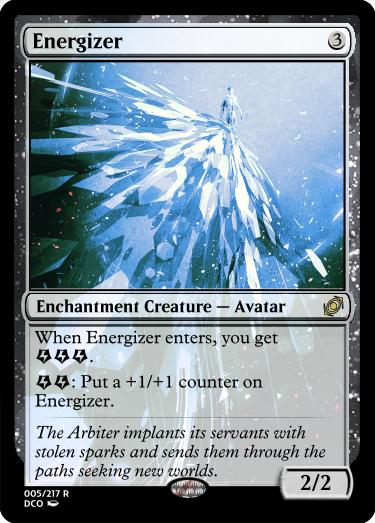 Energizer 3
Enchantment Creature — Avatar
When Energizer enters, you get
.
: Put a +1/+1 counter on
Energizer.
The Arbiter implants its servants with
stolen sparks and sends them through the
paths seeking new worlds.
2/2
005/217 R
DCO